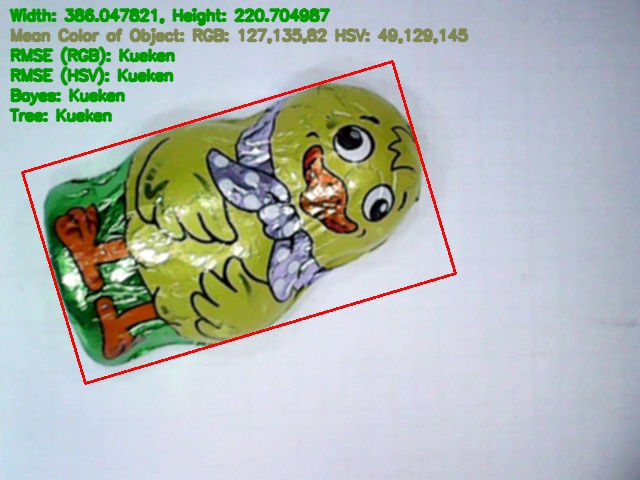 Width: 386.047821, Height: 220.704987
Mean Color of Object: RGB: 127,135,82 HSV: 49,129,145
RMSE (RGB): Kueken
RMSE (HSV): Kueken
Bayes: Kueken
Tree: Kueken